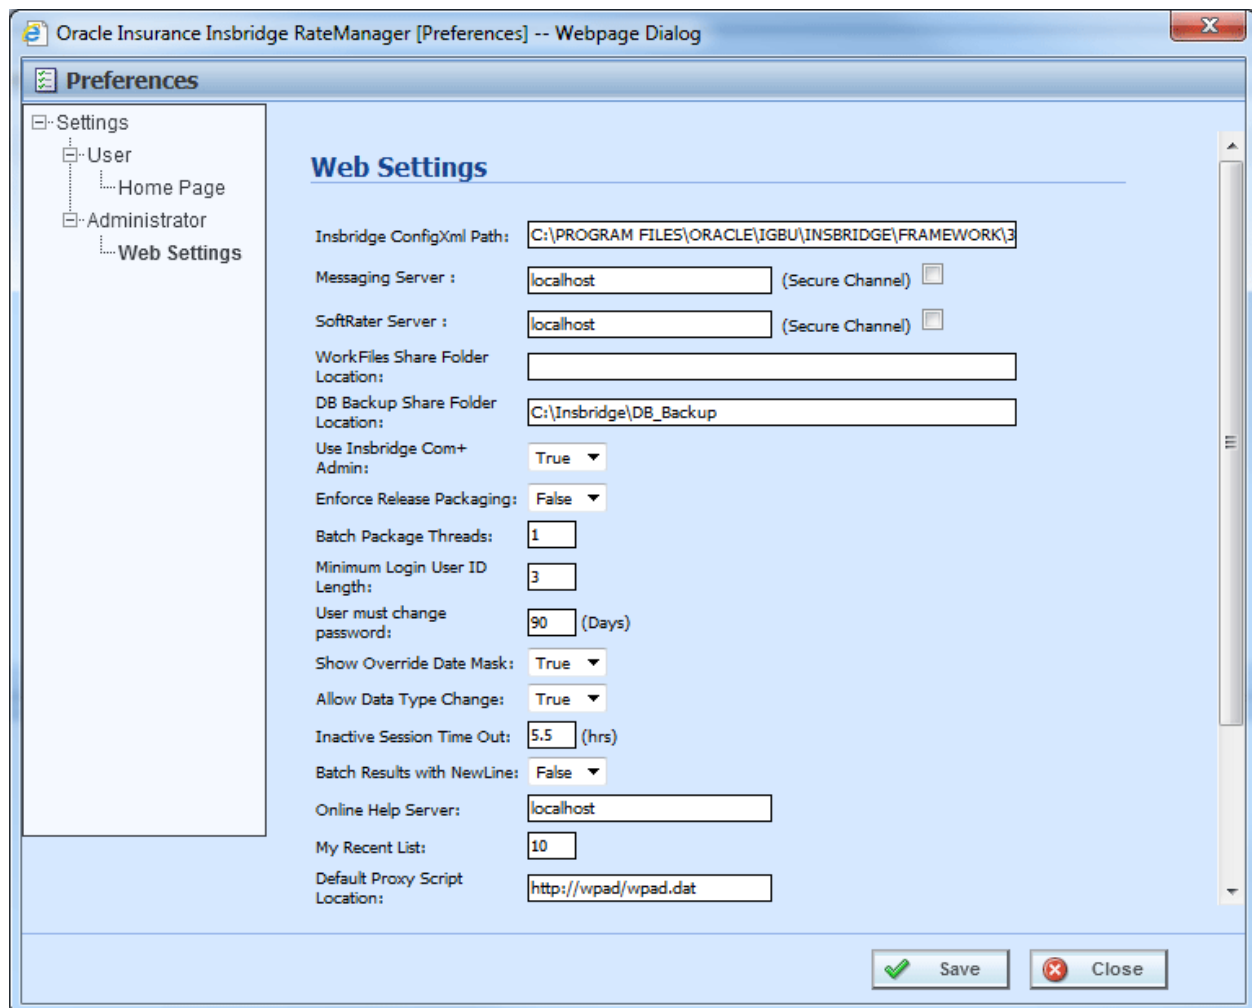 Oracle Insurance Insbridge RateManager [Preferences] -- Webpage Dialog
Preferences
Settings
User
Home Page
Administrator
Web Settings
Web Settings
Insbridge ConfigXml Path: C:\PROGRAM FILES\ORACLE\IGBU\INSBRIDGE\FRAMEWORK\3
Messaging Server : localhost (Secure Channel)
SoftRater Server : localhost (Secure Channel)
WorkFiles Share Folder
Location:
DB Backup Share Folder
Location: C:\Insbridge\DB_Backup
Use Insbridge Com+
Admin: True
Enforce Release Packaging: False
Batch Package Threads: 1
Minimum Login User ID
Length: 3
User must change
password: 90 (Days)
Show Override Date Mask: True
Allow Data Type Change: True
Inactive Session Time Out: 5.5 (hrs)
Batch Results with NewLine: False
Online Help Server: localhost
My Recent List: 10
Default Proxy Script
Location: http://wpad/wpad.dat
Save Close